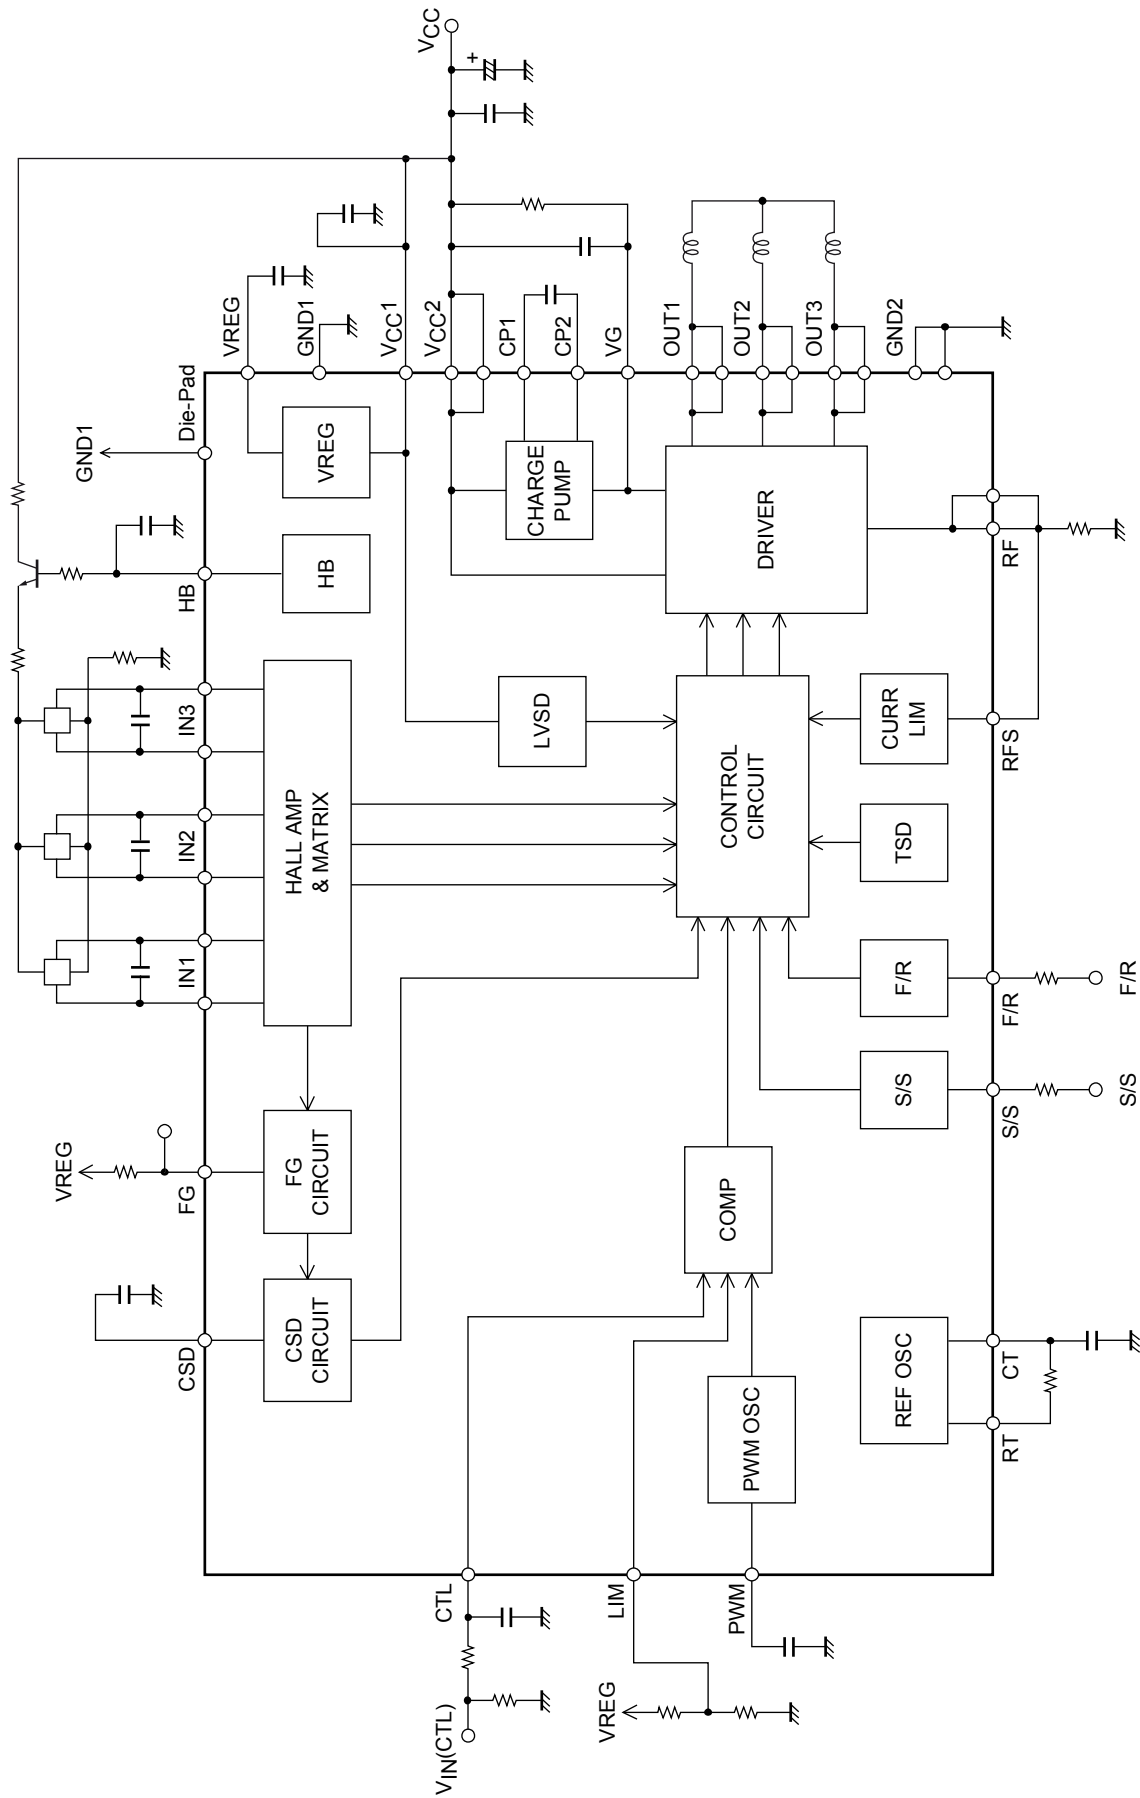 VCC
VREG
GND1
VCC1
VCC2
CP1
CP2
VG
OUT1
OUT2
OUT3
GND2
Die-Pad
GND1
HB
IN3
IN2
IN1
VREG
FG
CSD
VREG
HB
CHARGE
PUMP
DRIVER
RF
LVSD
CURR
LIM
RFS
HALL AMP
& MATRIX
CONTROL
CIRCUIT
TSD
F/R
F/R
F/R
S/S
S/S
S/S
FG
CIRCUIT
COMP
CSD
CIRCUIT
PWM OSC
REF OSC
CT
RT
CTL
LIM
PWM
VIN(CTL)
VREG